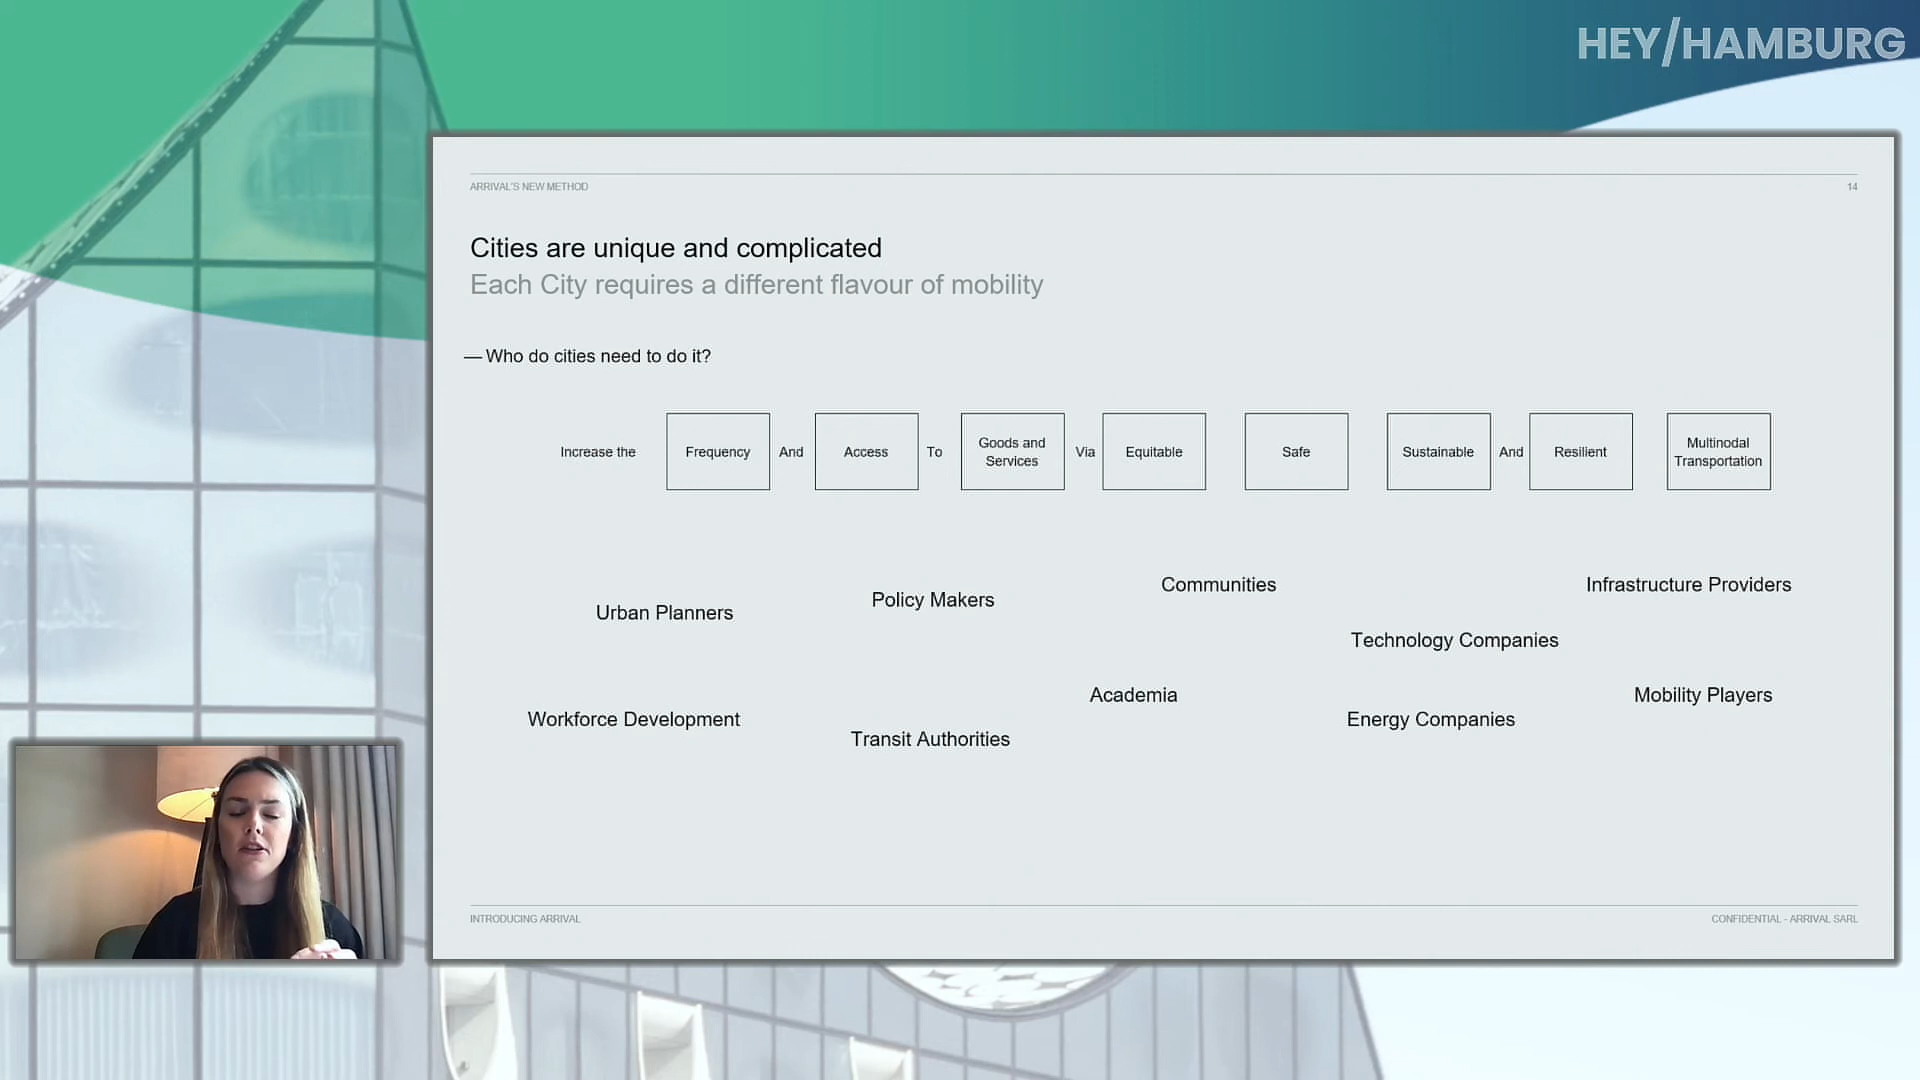 HEY/HAMBURG
ARRIVAL'S NEW METHOD
14
Cities are unique and complicated
Each City requires a different flavour of mobility
— Who do cities need to do it?
Increase the Frequency And Access To Goods and Services Via Equitable Safe Sustainable And Resilient Multinodal Transportation
Communities
Infrastructure Providers
Policy Makers
Urban Planners
Technology Companies
Academia
Mobility Players
Workforce Development
Energy Companies
Transit Authorities
INTRODUCING ARRIVAL
CONFIDENTIAL - ARRIVAL SARL